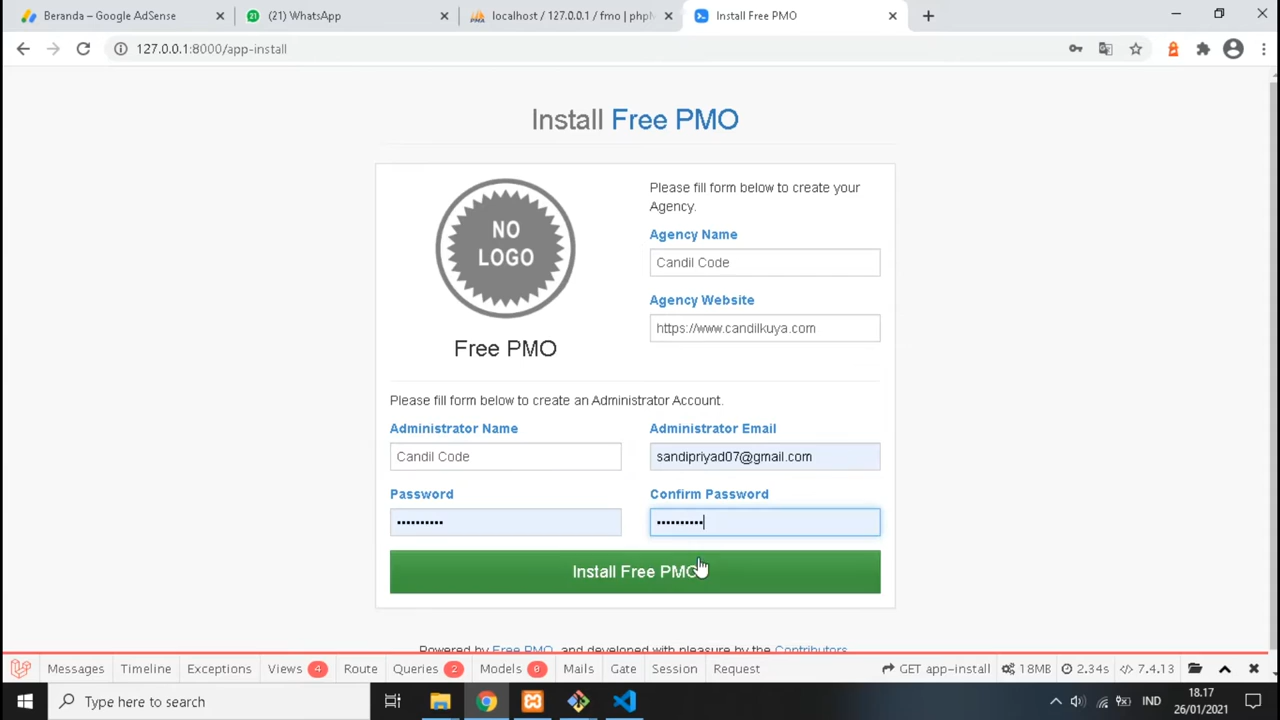 Beranda – Google AdSense
(21) WhatsApp
localhost / 127.0.0.1 / fmo | phpM
Install Free PMO
127.0.0.1:8000/app-install
Install Free PMO
NO
LOGO
Free PMO
Please fill form below to create your
Agency.
Agency Name
Candil Code
Agency Website
https://www.candilkuya.com
Please fill form below to create an Administrator Account.
Administrator Name
Administrator Email
Candil Code
sandipriyad07@gmail.com
Password
Confirm Password
••••••••••
••••••••••
Install Free PMO
Powered by Free PMO, and developed with pleasure by the Contributors
Messages
Timeline
Exceptions
Views 4
Route
Queries 2
Models 0
Mails
Gate
Session
Request
GET app-install
18MB
2.34s
7.4.13
Type here to search
IND
18.17
26/01/2021